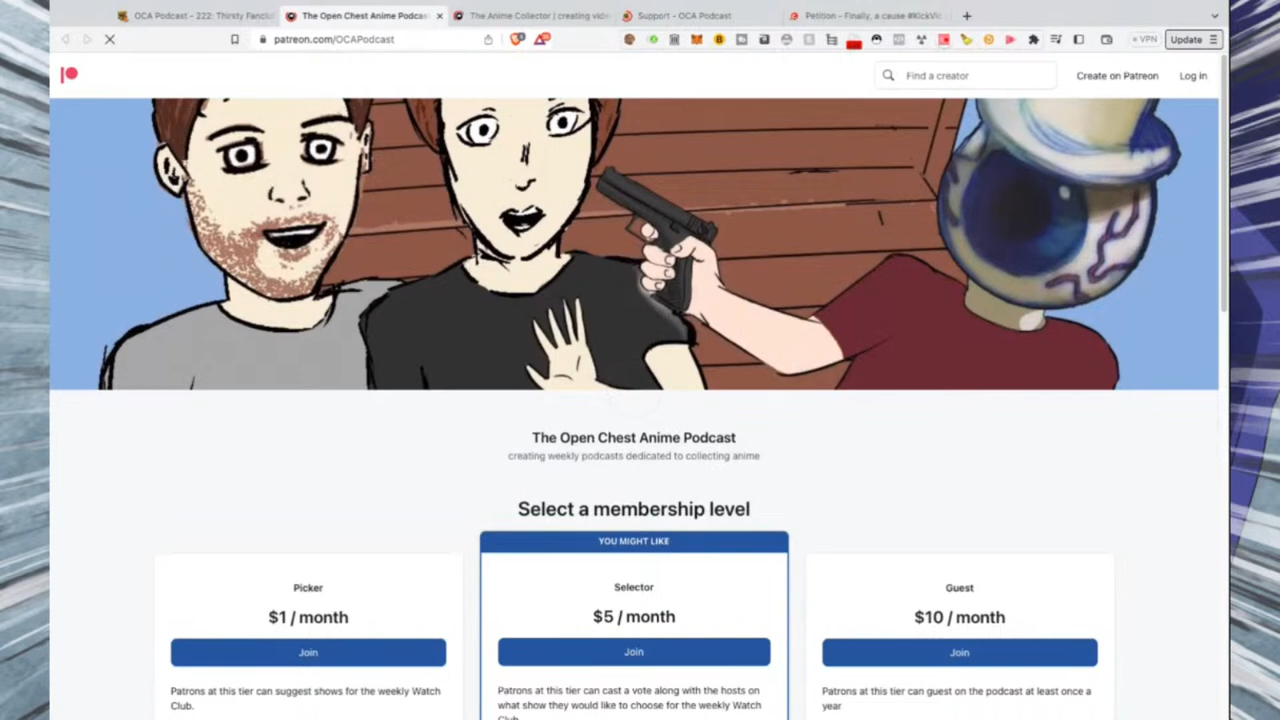 OCA Podcast - 222: Thirsty Fanclu
The Open Chest Anime Podcas
The Anime Collector | creating vide
Support - OCA Podcast
Petition - Finally, a cause #KickVic
patreon.com/OCAPodcast
VPN
Update
Find a creator
Create on Patreon
Log in
The Open Chest Anime Podcast
creating weekly podcasts dedicated to collecting anime
Select a membership level
YOU MIGHT LIKE
Picker
$1 / month
Join
Patrons at this tier can suggest shows for the weekly Watch
Club.
Selector
$5 / month
Join
Patrons at this tier can cast a vote along with the hosts on
what show they would like to choose for the weekly Watch
Club
Guest
$10 / month
Join
Patrons at this tier can guest on the podcast at least once a
year